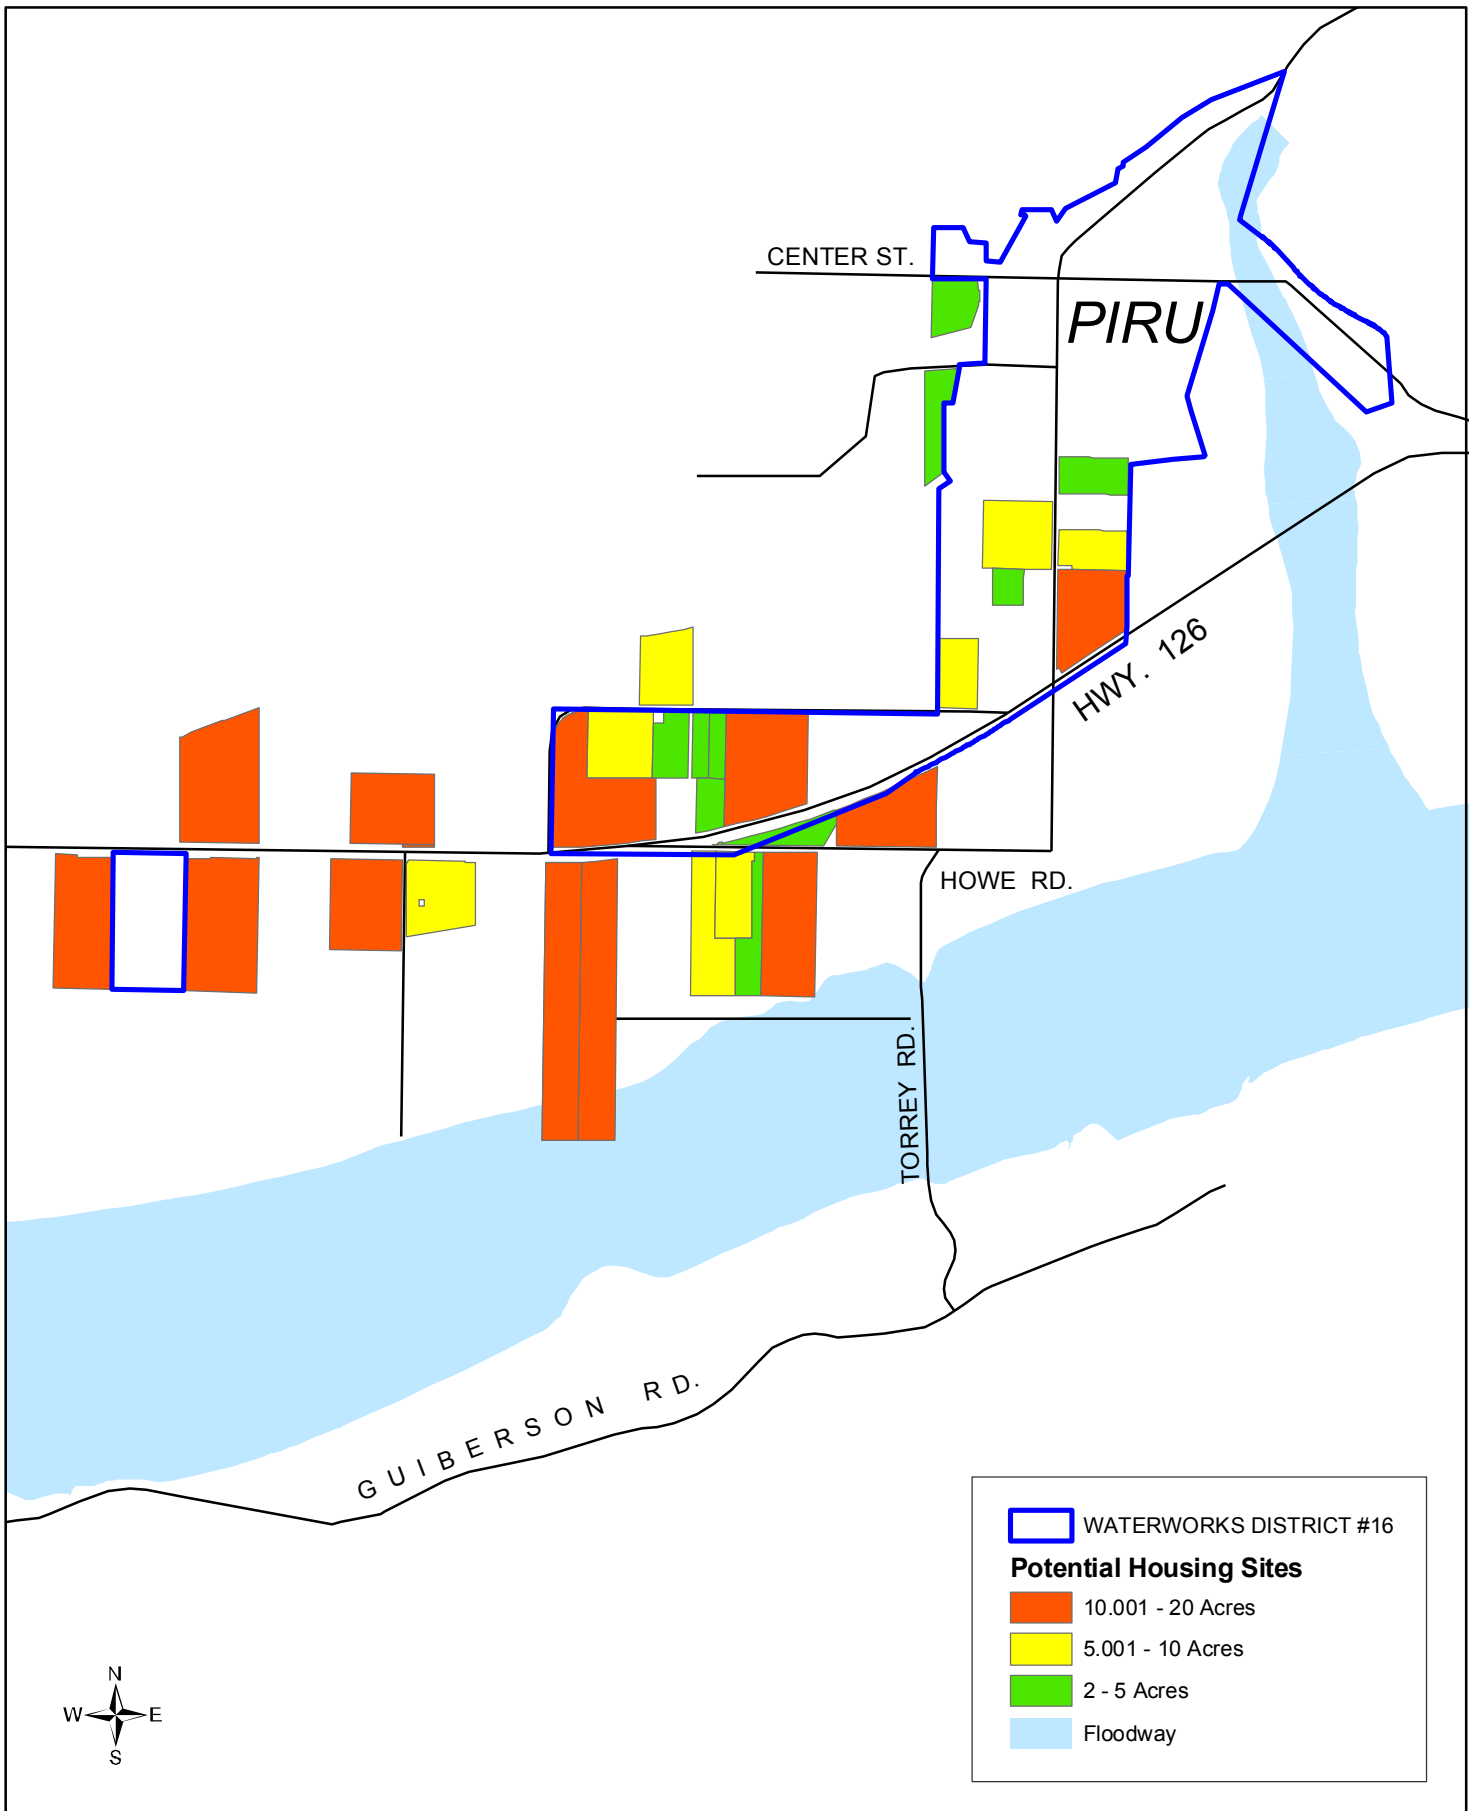 CENTER ST.
PIRU
HWY. 126
HOWE RD.
TORREY RD.
GUIBERSON RD.
WATERWORKS DISTRICT #16
Potential Housing Sites
10.001 - 20 Acres
5.001 - 10 Acres
2 - 5 Acres
Floodway
N
W E
S